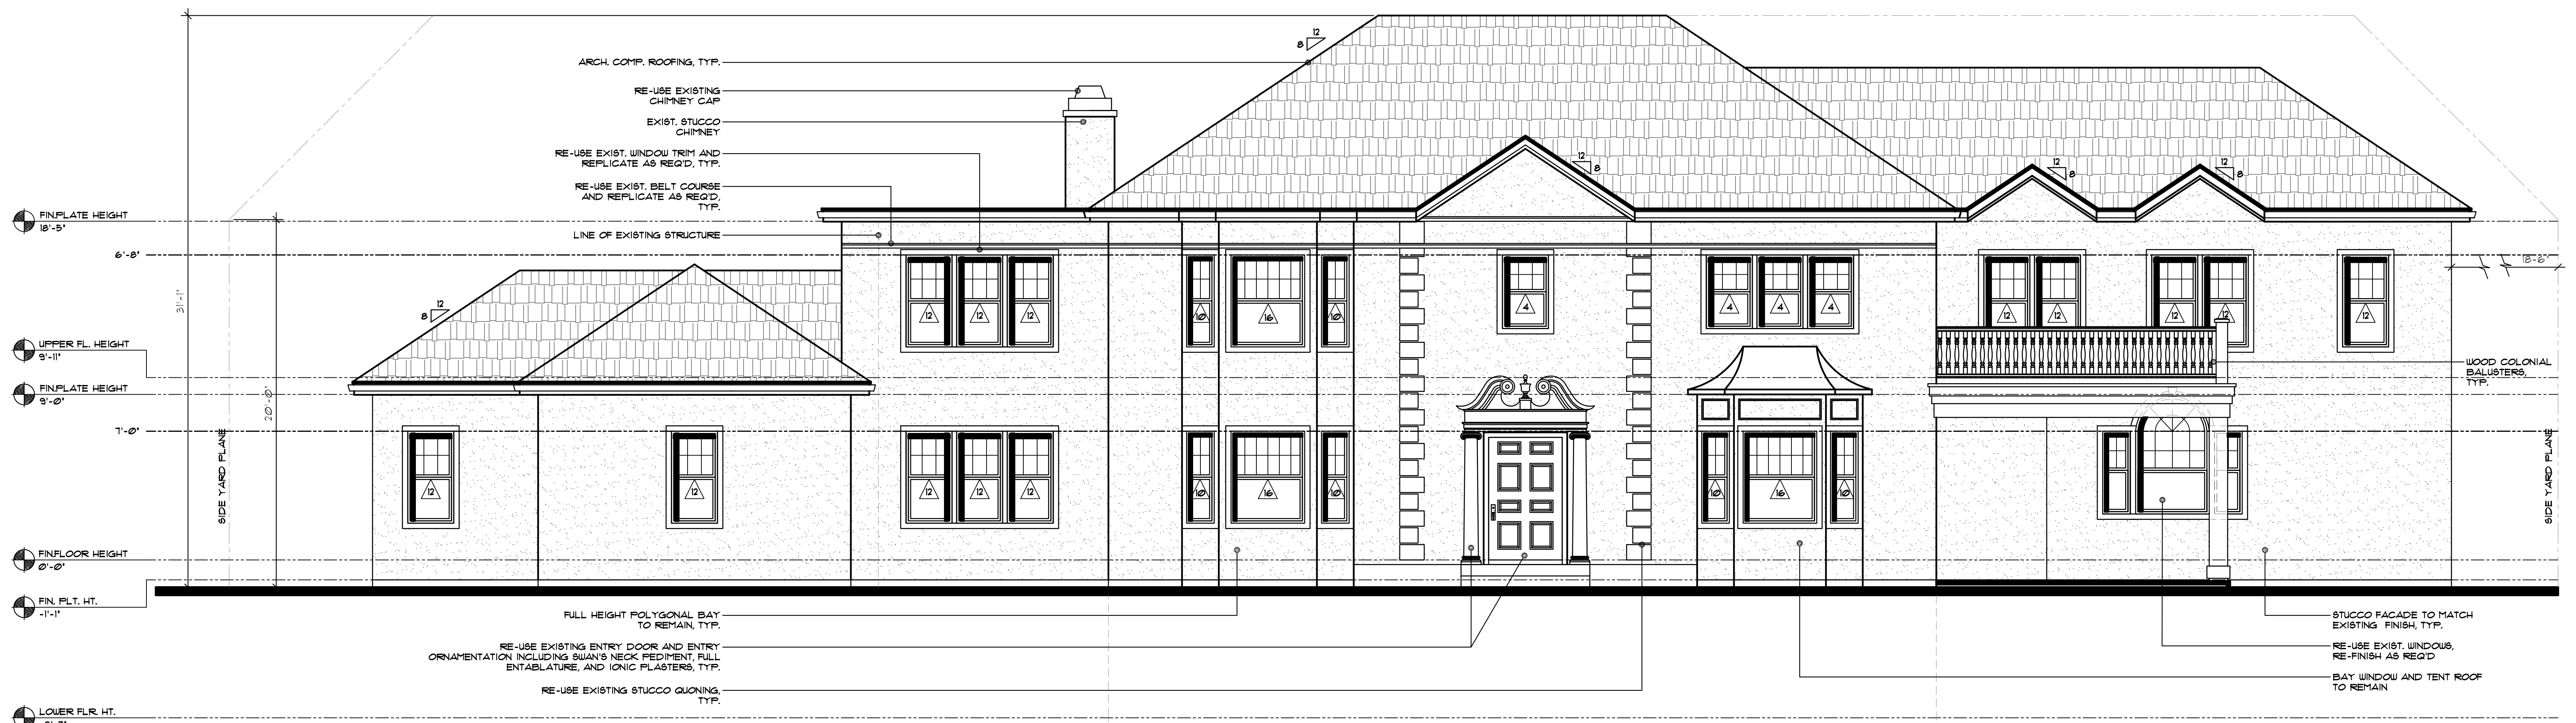 12
8
ARCH. COMP. ROOFING, TYP.
RE-USE EXISTING
CHIMNEY CAP
EXIST. STUCCO
CHIMNEY
RE-USE EXIST. WINDOW TRIM AND
REPLICATE AS REQ'D, TYP.
12
8
12
8
12
8
RE-USE EXIST. BELT COURSE
AND REPLICATE AS REQ'D,
TYP.
FIN.PLATE HEIGHT
18'-5"
LINE OF EXISTING STRUCTURE
6'-8"
18'-6"
31'-1"
12
8
12
12
12
10
16
10
4
4
4
4
12
12
12
12
12
UPPER FL. HEIGHT
9'-11"
WOOD COLONIAL
BALUSTERS,
TYP.
FIN.PLATE HEIGHT
9'-0"
20'-0"
7'-0"
SIDE YARD PLANE
SIDE YARD PLANE
12
12
12
12
12
10
16
10
10
16
10
FIN.FLOOR HEIGHT
0'-0"
FIN. PLT. HT.
-1'-1"
FULL HEIGHT POLYGONAL BAY
TO REMAIN, TYP.
STUCCO FACADE TO MATCH
EXISTING FINISH, TYP.
RE-USE EXISTING ENTRY DOOR AND ENTRY
ORNAMENTATION INCLUDING SWAN'S NECK PEDIMENT, FULL
ENTABLATURE, AND IONIC PLASTERS, TYP.
RE-USE EXIST. WINDOWS,
RE-FINISH AS REQ'D
RE-USE EXISTING STUCCO QUONING,
TYP.
BAY WINDOW AND TENT ROOF
TO REMAIN
LOWER FLR. HT.